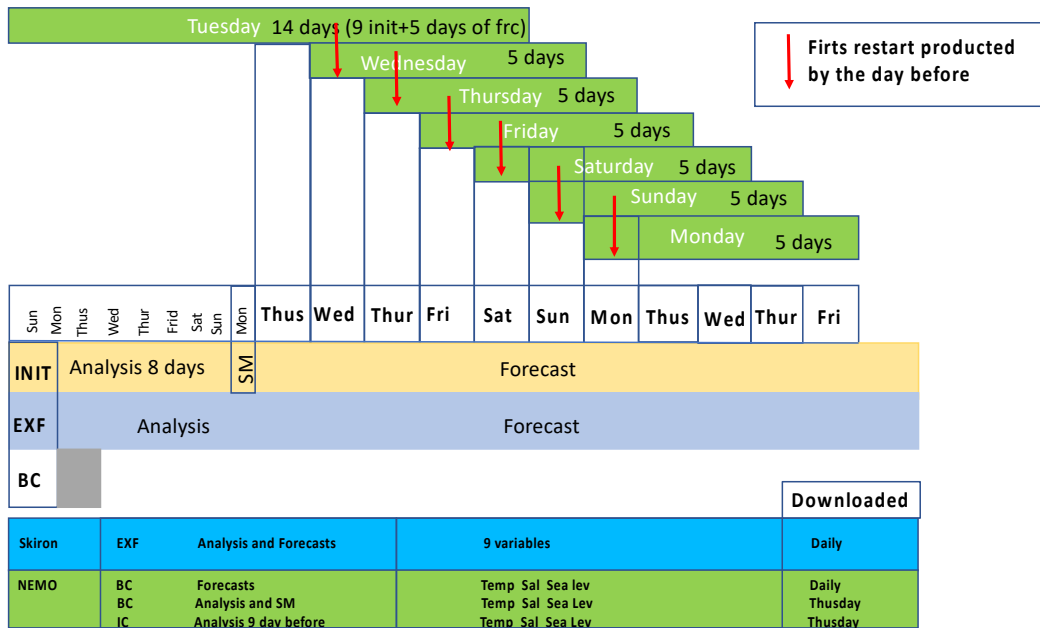 Tuesday 14 days (9 init+5 days of frc)
Wednesday 5 days
Thursday 5 days
Friday 5 days
Saturday 5 days
Sunday 5 days
Monday 5 days
Firts restart producted
by the day before
Sun Mon Thus Wed Thur Frid Sat Sun Mon Thus Wed Thur Fri Sat Sun Mon Thus Wed Thur Fri
INIT Analysis 8 days SM Forecast
EXF Analysis Forecast
BC
Downloaded
Skiron EXF Analysis and Forecasts 9 variables Daily
NEMO BC Forecasts Temp Sal Sea lev Daily
BC Analysis and SM Temp Sal Sea Lev Thusday
IC Analysis 9 day before Temp Sal Sea Lev Thusday